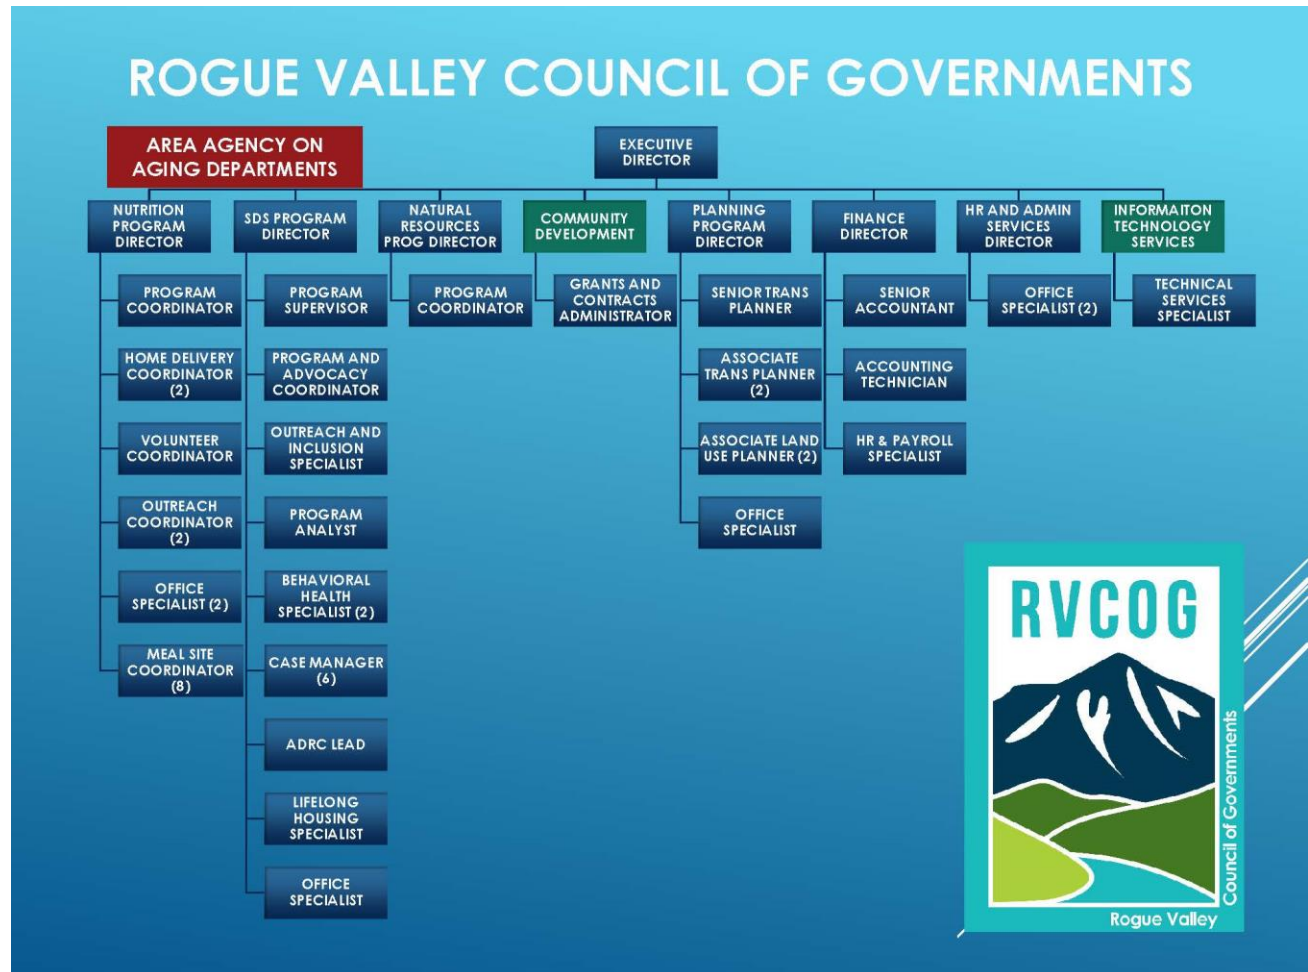 ROGUE VALLEY COUNCIL OF GOVERNMENTS
AREA AGENCY ON
AGING DEPARTMENTS
EXECUTIVE
DIRECTOR
NUTRITION
PROGRAM
DIRECTOR
SDS PROGRAM
DIRECTOR
NATURAL
RESOURCES
PROG DIRECTOR
COMMUNITY
DEVELOPMENT
PLANNING
PROGRAM
DIRECTOR
FINANCE
DIRECTOR
HR AND ADMIN
SERVICES
DIRECTOR
INFORMAITON
TECHNOLOGY
SERVICES
PROGRAM
COORDINATOR
HOME DELIVERY
COORDINATOR
(2)
VOLUNTEER
COORDINATOR
OUTREACH
COORDINATOR
(2)
OFFICE
SPECIALIST (2)
MEAL SITE
COORDINATOR
(8)
PROGRAM
SUPERVISOR
PROGRAM AND
ADVOCACY
COORDINATOR
OUTREACH AND
INCLUSION
SPECIALIST
PROGRAM
ANALYST
BEHAVIORAL
HEALTH
SPECIALIST (2)
CASE MANAGER
(6)
ADRC LEAD
LIFELONG
HOUSING
SPECIALIST
OFFICE
SPECIALIST
PROGRAM
COORDINATOR
GRANTS AND
CONTRACTS
ADMINISTRATOR
SENIOR TRANS
PLANNER
ASSOCIATE
TRANS PLANNER
(2)
ASSOCIATE LAND
USE PLANNER (2)
OFFICE
SPECIALIST
SENIOR
ACCOUNTANT
ACCOUNTING
TECHNICIAN
HR & PAYROLL
SPECIALIST
OFFICE
SPECIALIST (2)
TECHNICAL
SERVICES
SPECIALIST
RVCOG
Council of Governments
Rogue Valley